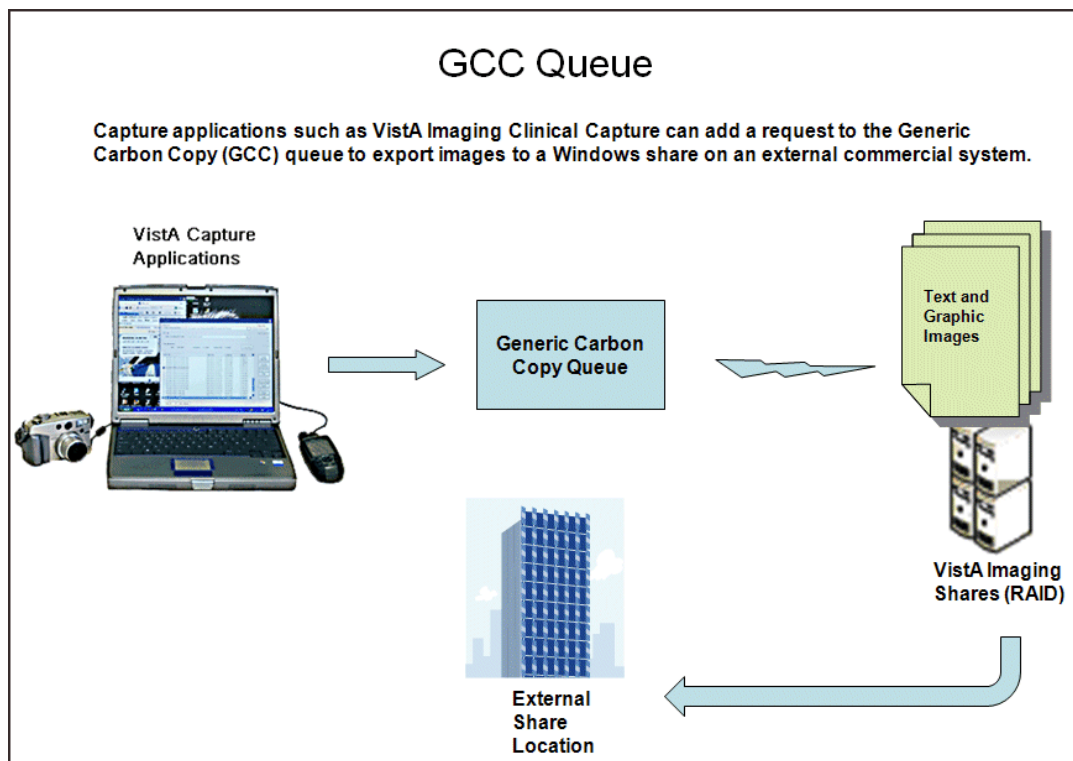 GCC Queue
Capture applications such as VistA Imaging Clinical Capture can add a request to the Generic
Carbon Copy (GCC) queue to export images to a Windows share on an external commercial system.
VistA Capture
Applications
Generic Carbon
Copy Queue
Text and
Graphic
Images
VistA Imaging
Shares (RAID)
External
Share
Location